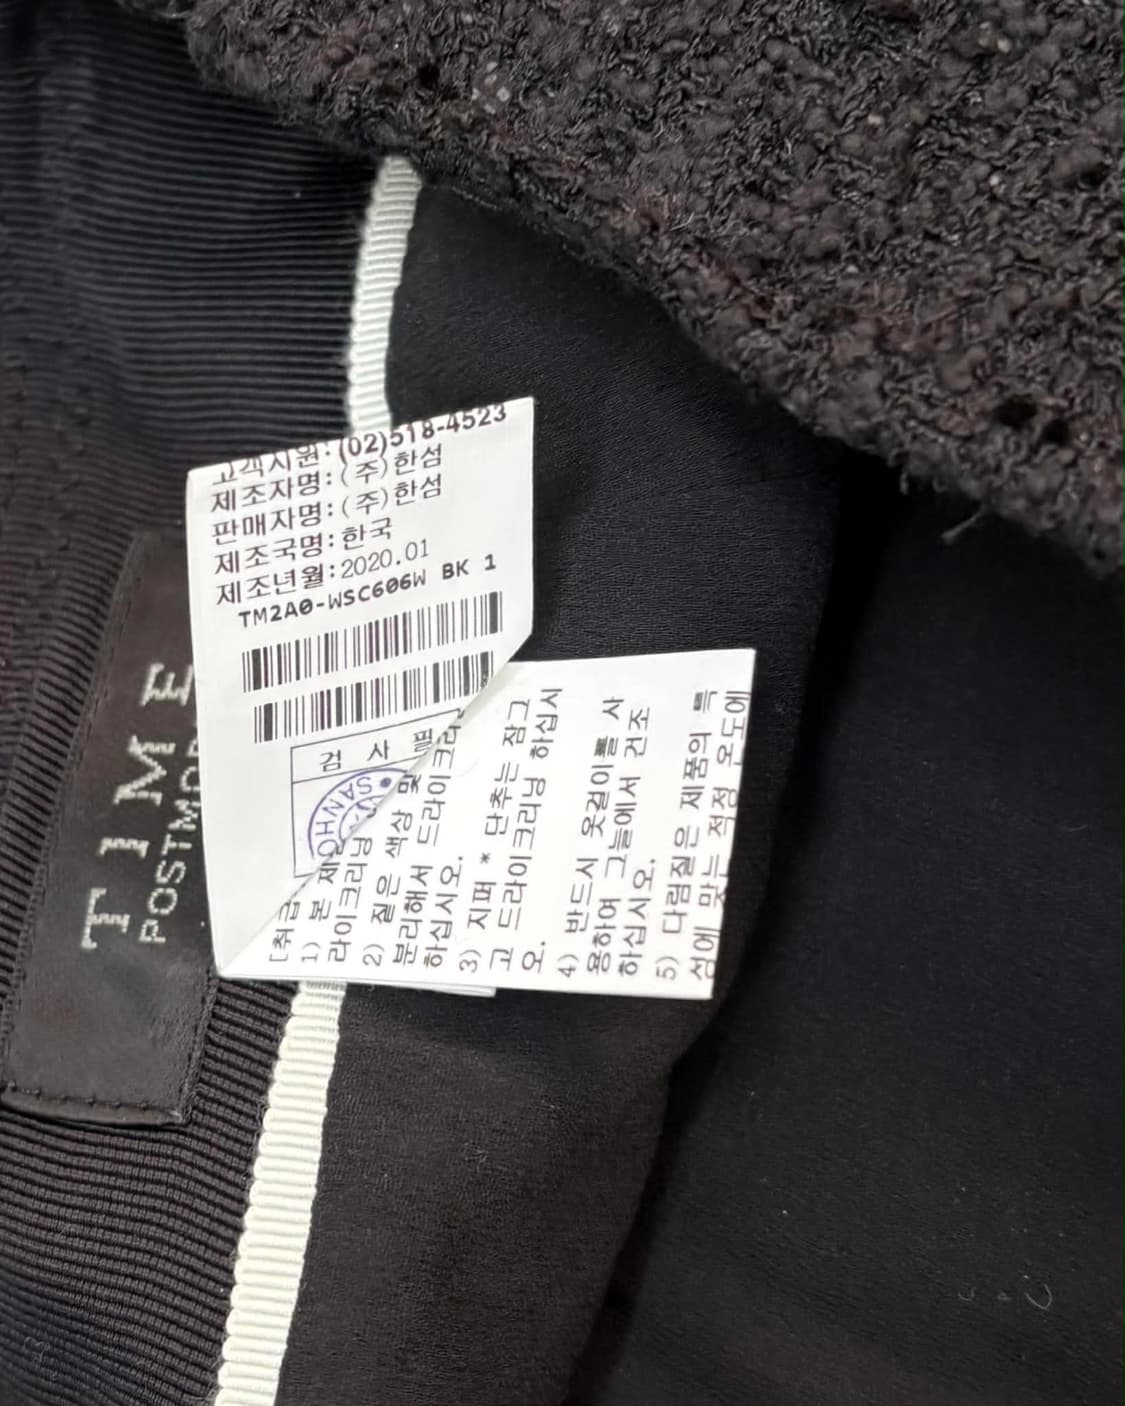 고객지원:(02)518-4523
제조자명:(주)한섬
판매자명:(주)한섬
제조국명:한국
제조년월:2020.01
TM2A0-WSC606W BK 1
검 사 필
HANSA
[취급
1) 본 제
라이크리닝
2) 짙은 색상 및
분리해서 드라이크리
하십시오.
3) 지퍼 * 단추는 잠그
고 드라이크리닝 하십시
오.
4) 반드시 옷걸이를 사
용하여 그늘에서 건조
하십시오.
5) 다림질은 제품의 특
성에 맞는 적정 온도에
TIME
POSTMO